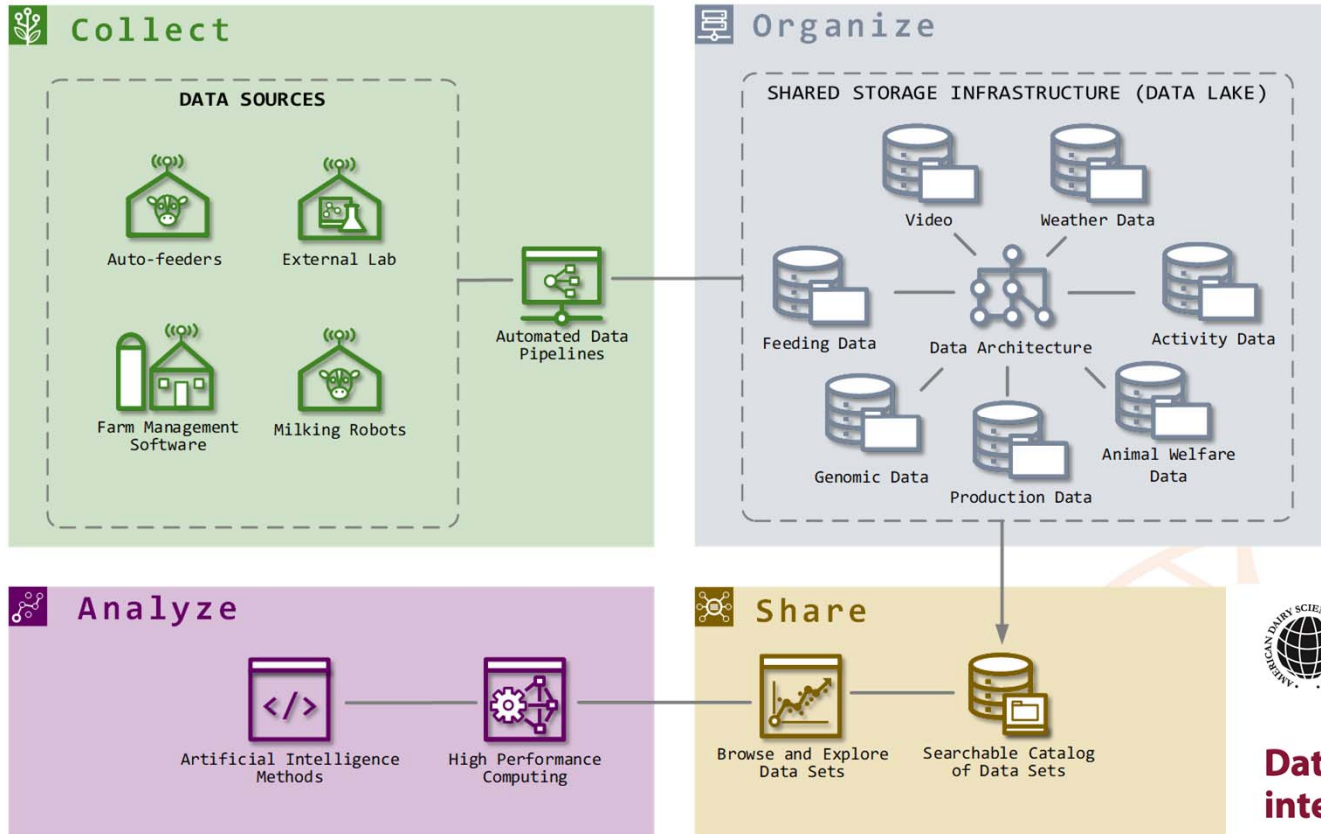 Collect
DATA SOURCES
Auto-feeders
External Lab
Farm Management
Software
Milking Robots
Automated Data
Pipelines
Organize
SHARED STORAGE INFRASTRUCTURE (DATA LAKE)
Video
Weather Data
Feeding Data
Data Architecture
Activity Data
Genomic Data
Production Data
Animal Welfare
Data
Analyze
Artificial Intelligence
Methods
High Performance
Computing
Share
Browse and Explore
Data Sets
Searchable Catalog
of Data Sets
AMERICAN DAIRY